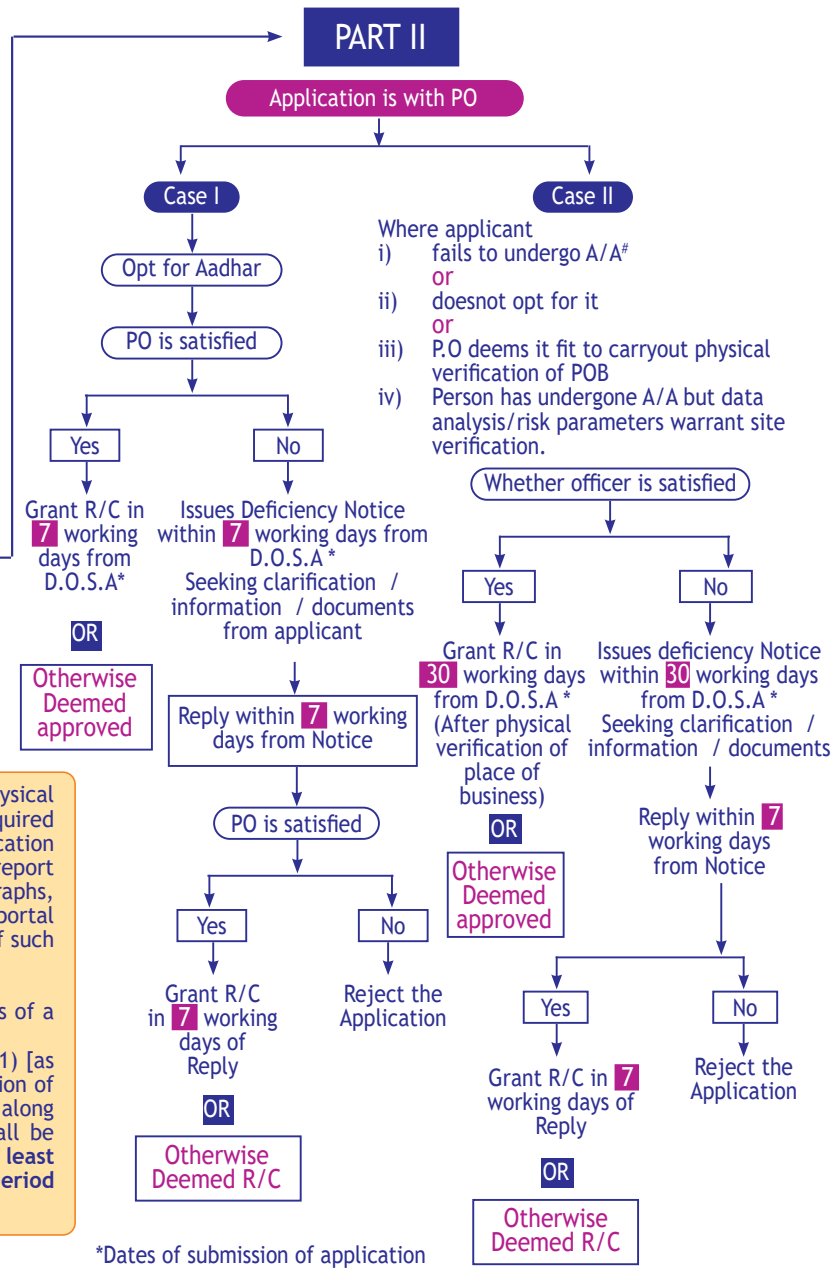 PART II
Application is with PO
Case I
Opt for Aadhar
PO is satisfied
Yes
Grant R/C in
7 working
days from
D.O.S.A*
OR
Otherwise
Deemed
approved
No
Issues Deficiency Notice
within 7 working days from
D.O.S.A *
Seeking clarification /
information / documents
from applicant
Reply within 7 working
days from Notice
PO is satisfied
Yes
Grant R/C
in 7 working
days of
Reply
OR
Otherwise
Deemed R/C
No
Reject the
Application
Case II
Where applicant
i) fails to undergo A/A#
or
ii) doesnot opt for it
or
iii) P.O deems it fit to carryout physical
verification of POB
iv) Person has undergone A/A but data
analysis/risk parameters warrant site
verification.
Whether officer is satisfied
Yes
Grant R/C in
30 working days
from D.O.S.A *
(After physical
verification of
place of
business)
OR
Otherwise
Deemed
approved
No
Issues deficiency Notice
within 30 working days
from D.O.S.A *
Seeking clarification /
information / documents
Reply within 7
working days
from Notice
Yes
Grant R/C in 7
working days of
Reply
OR
Otherwise
Deemed R/C
No
Reject the
Application
report
portal
f such
s of a
1) [as
along
least
*Dates of submission of application